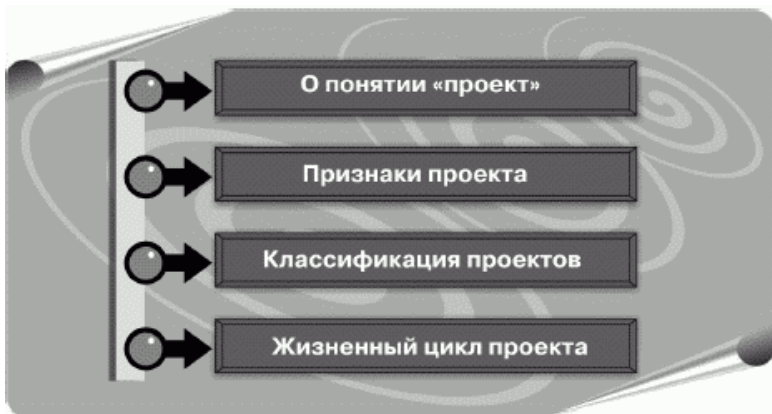 О понятии «проект»
Признаки проекта
Классификация проектов
Жизненный цикл проекта